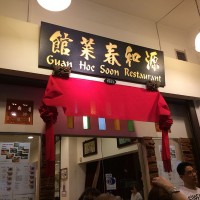 館菜春和源
Guan Hoe Soon Restaurant